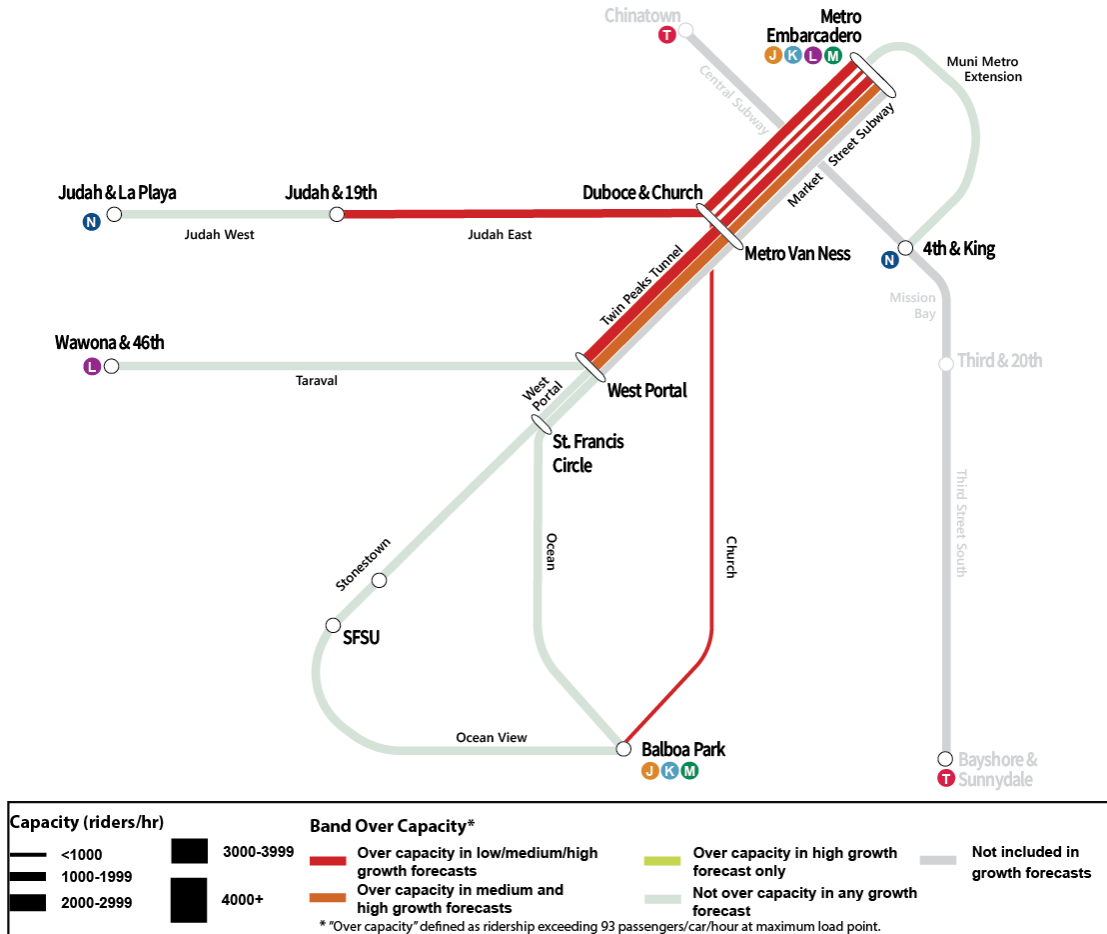 Chinatown
T
Metro
Embarcadero
J K L M
Muni Metro
Extension
Central Subway
Market Street Subway
Judah & La Playa
N
Judah & 19th
Duboce & Church
Judah West
Judah East
Metro Van Ness
N
4th & King
Twin Peaks Tunnel
Mission
Bay
Wawona & 46th
L
Taraval
West
Portal
West Portal
Third & 20th
St. Francis
Circle
Stonestown
Ocean
Church
Third Street South
SFSU
Ocean View
Balboa Park
J K M
Bayshore &
Sunnydale
T
Capacity (riders/hr)
<1000
1000-1999
2000-2999
3000-3999
4000+
Band Over Capacity*
Over capacity in low/medium/high
growth forecasts
Over capacity in medium and
high growth forecasts
Over capacity in high growth
forecast only
Not over capacity in any growth
forecast
Not included in
growth forecasts
* "Over capacity" defined as ridership exceeding 93 passengers/car/hour at maximum load point.